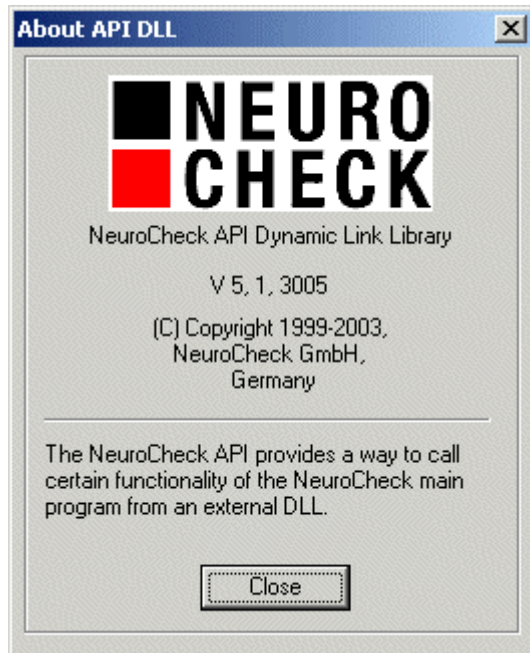 About API DLL
NEURO
CHECK
NeuroCheck API Dynamic Link Library
V 5, 1, 3005
(C) Copyright 1999-2003,
NeuroCheck GmbH,
Germany
The NeuroCheck API provides a way to call
certain functionality of the NeuroCheck main
program from an external DLL.
Close